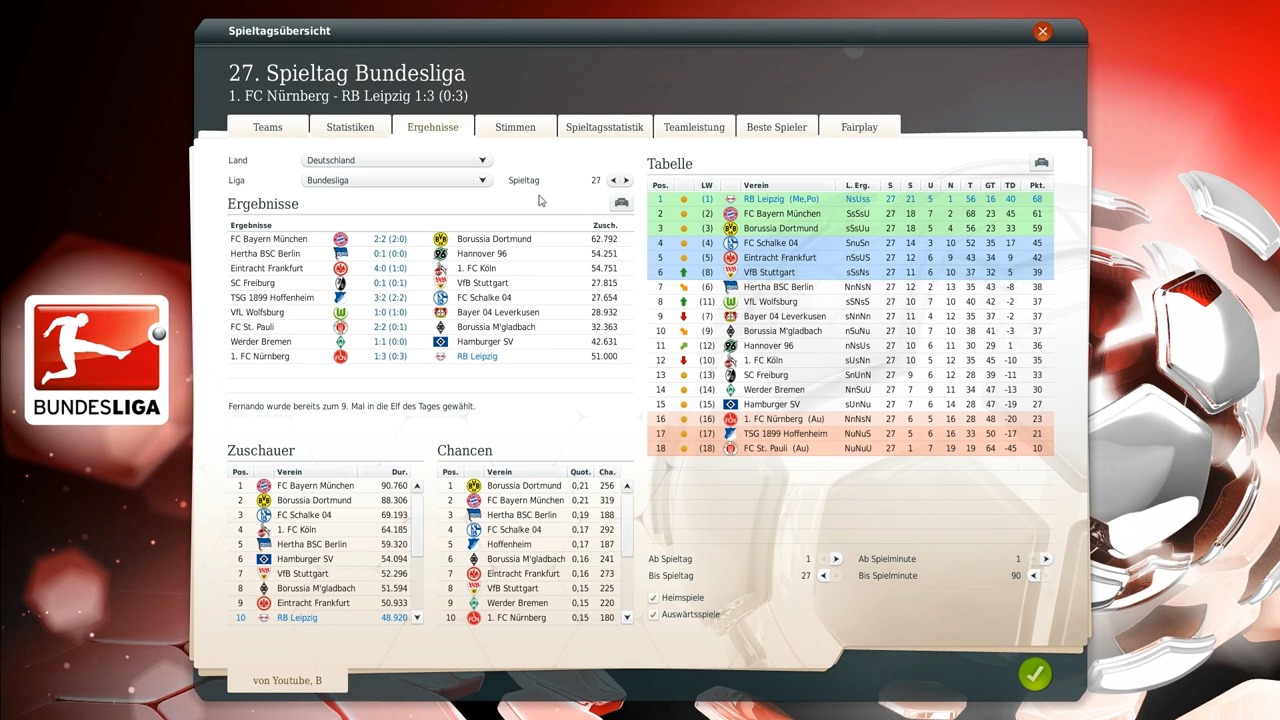 Spieltagsübersicht
27. Spieltag Bundesliga
1. FC Nürnberg - RB Leipzig 1:3 (0:3)
Teams Statistiken Ergebnisse Stimmen Spieltagsstatistik Teamleistung Beste Spieler Fairplay
Land Deutschland
Liga Bundesliga Spieltag 27
Ergebnisse
Ergebnisse Zusch.
FC Bayern München 2:2 (2:0) Borussia Dortmund 62.792
Hertha BSC Berlin 0:1 (0:0) Hannover 96 54.251
Eintracht Frankfurt 4:0 (1:0) 1. FC Köln 54.751
SC Freiburg 0:1 (0:1) VfB Stuttgart 27.815
TSG 1899 Hoffenheim 3:2 (2:2) FC Schalke 04 27.654
VfL Wolfsburg 1:0 (1:0) Bayer 04 Leverkusen 28.932
FC St. Pauli 2:2 (0:1) Borussia M'gladbach 32.363
Werder Bremen 1:1 (0:0) Hamburger SV 42.631
1. FC Nürnberg 1:3 (0:3) RB Leipzig 51.000
Fernando wurde bereits zum 9. Mal in die Elf des Tages gewählt.
Zuschauer
Pos. Verein Dur.
1 FC Bayern München 90.760
2 Borussia Dortmund 88.306
3 FC Schalke 04 69.193
4 1. FC Köln 64.185
5 Hertha BSC Berlin 59.320
6 Hamburger SV 54.094
7 VfB Stuttgart 52.296
8 Borussia M'gladbach 51.594
9 Eintracht Frankfurt 50.933
10 RB Leipzig 48.920
Chancen
Pos. Verein Quot. Cha.
1 Borussia Dortmund 0,21 256
2 FC Bayern München 0,21 319
3 Hertha BSC Berlin 0,19 188
4 FC Schalke 04 0,17 292
5 Hoffenheim 0,17 187
6 Borussia M'gladbach 0,16 241
7 Eintracht Frankfurt 0,16 273
8 VfB Stuttgart 0,15 225
9 Werder Bremen 0,15 220
10 1. FC Nürnberg 0,15 180
Tabelle
Pos. LW Verein L. Erg. S S U N T GT TD Pkt.
1 (1) RB Leipzig (Me,Po) NsUss 27 21 5 1 56 16 40 68
2 (2) FC Bayern München SsSsU 27 18 7 2 68 23 45 61
3 (3) Borussia Dortmund sSsUu 27 18 5 4 56 23 33 59
4 (4) FC Schalke 04 SnuSn 27 14 3 10 52 35 17 45
5 (5) Eintracht Frankfurt nSsUS 27 12 6 9 43 34 9 42
6 (8) VfB Stuttgart sSsNs 27 11 6 10 37 32 5 39
7 (6) Hertha BSC Berlin NnNsN 27 12 2 13 35 43 -8 38
8 (11) VfL Wolfsburg sNnsS 27 10 7 10 40 42 -2 37
9 (7) Bayer 04 Leverkusen sNnNn 27 11 4 12 35 37 -2 37
10 (9) Borussia M'gladbach nSuNu 27 10 7 10 38 41 -3 37
11 (12) Hannover 96 nNsUs 27 10 6 11 30 29 1 36
12 (10) 1. FC Köln sUsNn 27 10 5 12 35 45 -10 35
13 (13) SC Freiburg SnUnN 27 9 6 12 28 39 -11 33
14 (14) Werder Bremen NnSuU 27 7 9 11 34 47 -13 30
15 (15) Hamburger SV sUnNu 27 7 6 14 28 47 -19 27
16 (16) 1. FC Nürnberg (Au) NnNsN 27 6 5 16 28 48 -20 23
17 (17) TSG 1899 Hoffenheim NuNuS 27 5 6 16 33 50 -17 21
18 (18) FC St. Pauli (Au) NuNuU 27 1 7 19 19 64 -45 10
Ab Spieltag 1 Ab Spielminute 1
Bis Spieltag 27 Bis Spielminute 90
Heimspiele
Auswärtsspiele
von Youtube, B
BUNDESLIGA